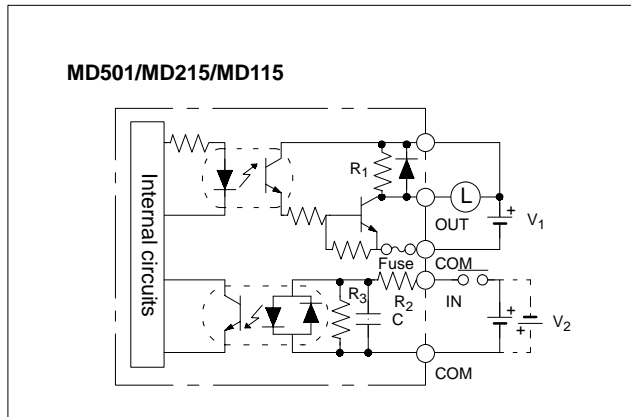 MD501/MD215/MD115
Internal circuits
R1
L
OUT
+
V1
Fuse
COM
R3
R2
IN
C
+
+
V2
COM